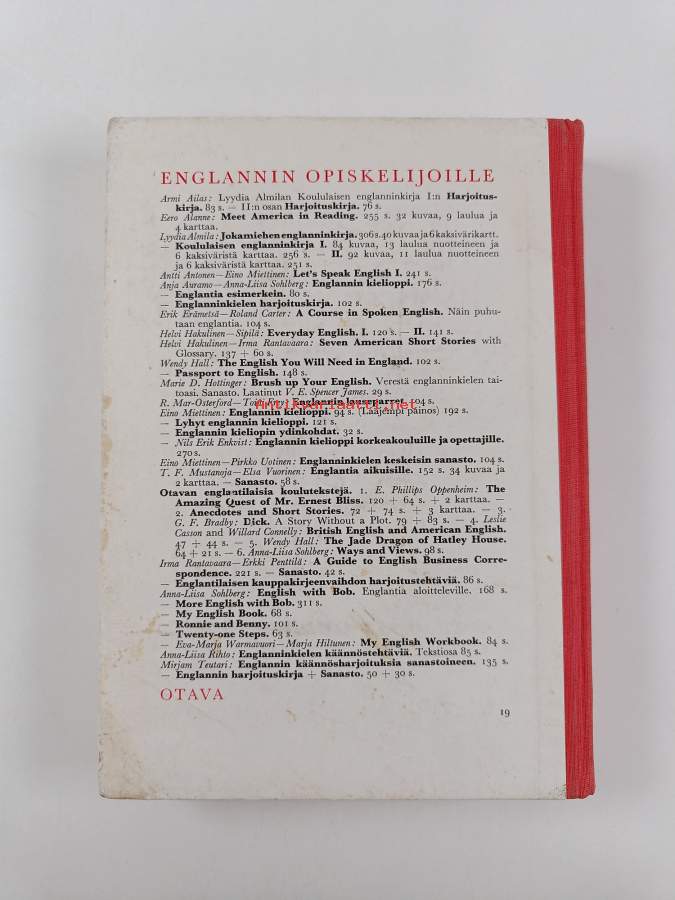 ENGLANNIN OPISKELIJOILLE
Armi Ailas: Lyydia Almilan Koululaisen englanninkirja I:n Harjoitus-
kirja. 83 s. — II:n osan Harjoituskirja. 76 s.
Eero Alanne: Meet America in Reading. 255 s. 32 kuvaa, 9 laulua ja
4 karttaa.
Lyydia Almila: Jokamiehen englanninkirja. 306 s. 40 kuvaa ja 6 kaksivärikartt.
— Koululaisen englanninkirja I. 84 kuvaa, 13 laulua nuotteineen ja
6 kaksiväristä karttaa. 256 s. — II. 92 kuvaa, 11 laulua nuotteineen
ja 6 kaksiväristä karttaa. 251 s.
Antti Antonen—Eino Miettinen: Let's Speak English I. 241 s.
Anja Auramo—Anna-Liisa Sohlberg: Englannin kielioppi. 176 s.
— Englantia esimerkein. 80 s.
— Englanninkielen harjoituskirja. 102 s.
Erik Erämetsä—Roland Carter: A Course in Spoken English. Näin puhu-
taan englantia. 104 s.
Helvi Hakulinen—Sipilä: Everyday English. I. 120 s. — II. 141 s.
Helvi Hakulinen—Irma Rantavaara: Seven American Short Stories with
Glossary. 137 + 60 s.
Wendy Hall: The English You Will Need in England. 102 s.
— Passport to English. 148 s.
Marie D. Hottinger: Brush up Your English. Verestä englanninkielen tai-
toasi. Sanasto. Laatinut V. E. Spencer James. 29 s.
R. Mar-Osterford— Englannin lausparret. 104 s.
Antikvariaatti.net
Eino Miettinen: Englannin kielioppi. 94 s. (Laajempi painos) 192 s.
— Lyhyt englannin kielioppi. 121 s.
— Englannin kieliopin ydinkohdat. 32 s.
— Nils Erik Enkvist: Englannin kielioppi korkeakouluille ja opettajille.
270 s.
Eino Miettinen—Pirkko Uotinen: Englanninkielen keskeisin sanasto. 104 s.
T. F. Mustanoja—Elsa Vuorinen: Englantia aikuisille. 152 s. 34 kuvaa ja
2 karttaa. — Sanasto. 58 s.
Otavan englantilaisia koulutekstejä. 1. E. Phillips Oppenheim: The
Amazing Quest of Mr. Ernest Bliss. 120 + 64 s. + 2 karttaa. —
2. Anecdotes and Short Stories. 72 + 74 s. + 3 karttaa. — 3.
G. F. Bradby: Dick. A Story Without a Plot. 79 + 83 s. — 4. Leslie
Casson and Willard Connelly: British English and American English.
47 + 44 s. — 5. Wendy Hall: The Jade Dragon of Hatley House.
64 + 21 s. — 6. Anna-Liisa Sohlberg: Ways and Views. 98 s.
Irma Rantavaara—Erkki Penttilä: A Guide to English Business Corre-
spondence. 221 s. — Sanasto. 42 s.
— Englantilaisen kauppakirjeenvaihdon harjoitustehtäviä. 86 s.
Anna-Liisa Sohlberg: English with Bob. Englantia aloitteleville. 168 s.
— More English with Bob. 311 s.
— My English Book. 68 s.
— Ronnie and Benny. 101 s.
— Twenty-one Steps. 63 s.
— Eva-Marja Warmavuori—Marja Hiltunen: My English Workbook. 84 s.
Anna-Liisa Rihto: Englanninkielen käännöstehtäviä. Tekstiosa 85 s.
Mirjam Teutari: Englannin käännösharjoituksia sanastoineen. 135 s.
— Englannin harjoituskirja + Sanasto. 50 + 30 s.
OTAVA
19